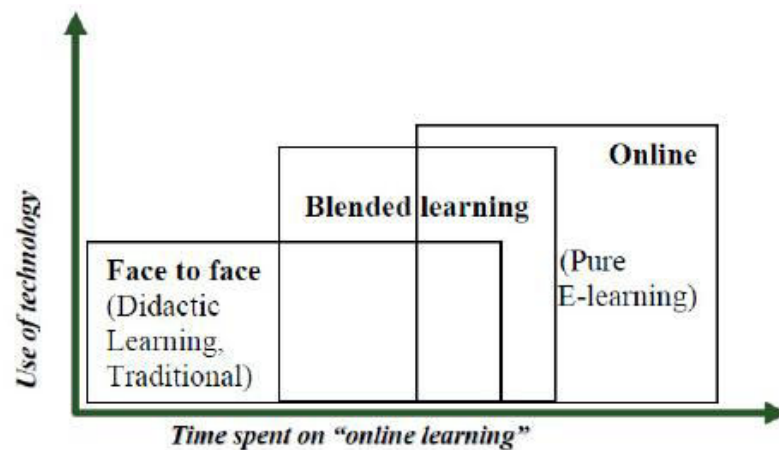 Use of technology
Online
Blended learning
Face to face
(Didactic
Learning,
Traditional)
(Pure
E-learning)
Time spent on “online learning”